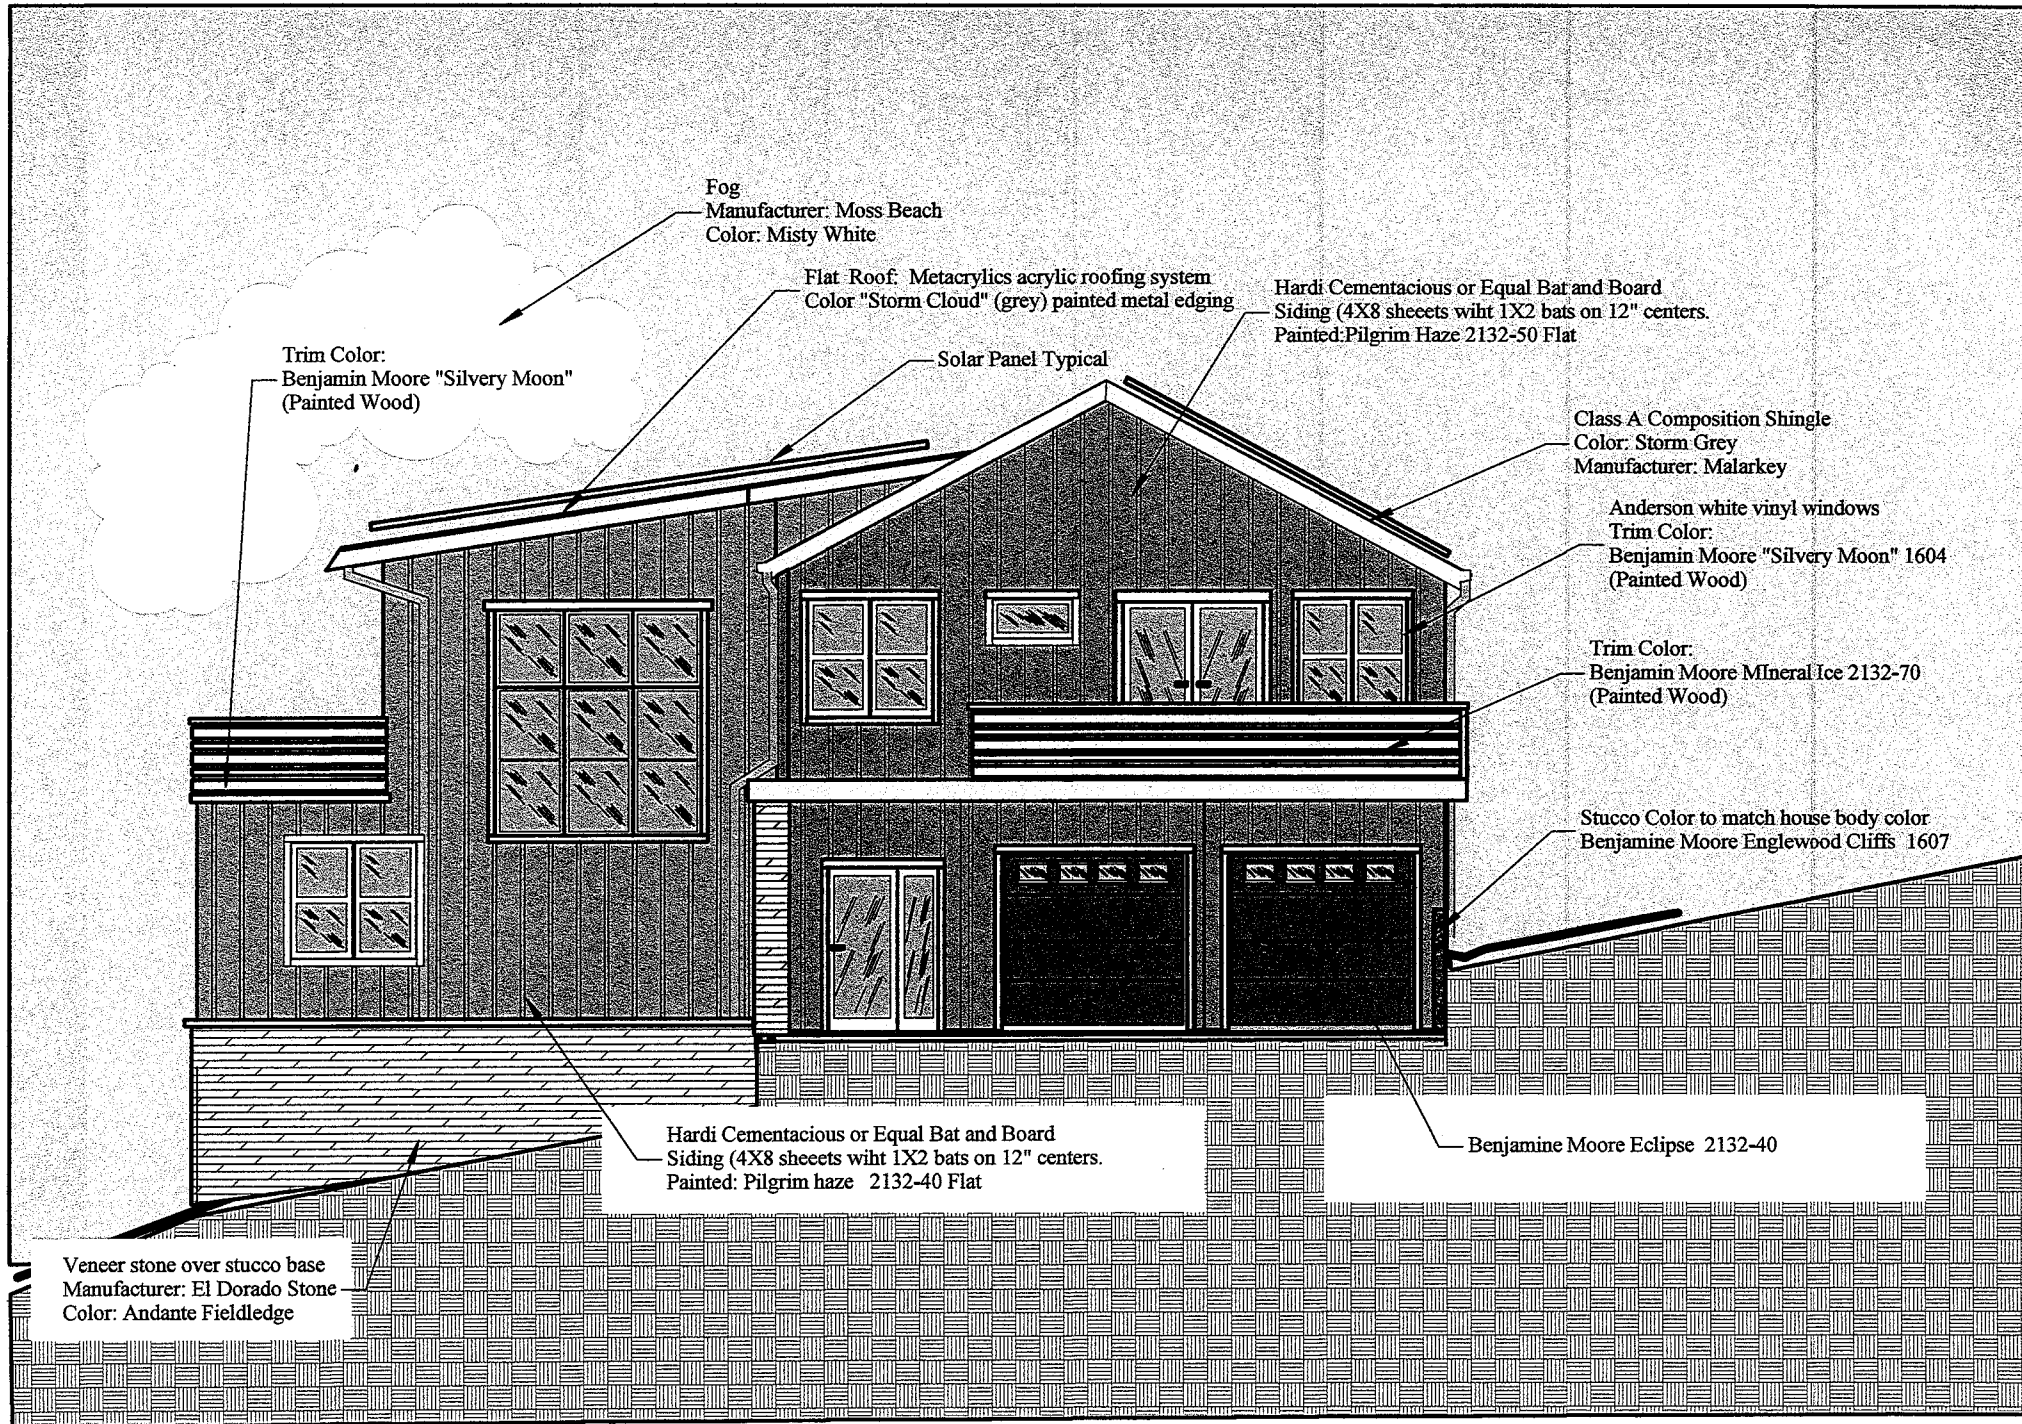 Fog
Manufacturer: Moss Beach
Color: Misty White
Flat Roof: Metacrylics acrylic roofing system
Color "Storm Cloud" (grey) painted metal edging
Hardi Cementacious or Equal Bat and Board
Siding (4X8 sheeets wiht 1X2 bats on 12" centers.
Painted:Pilgrim Haze 2132-50 Flat
Trim Color:
Benjamin Moore "Silvery Moon"
(Painted Wood)
Solar Panel Typical
Class A Composition Shingle
Color: Storm Grey
Manufacturer: Malarkey
Anderson white vinyl windows
Trim Color:
Benjamin Moore "Silvery Moon" 1604
(Painted Wood)
Trim Color:
Benjamin Moore MIneral Ice 2132-70
(Painted Wood)
Stucco Color to match house body color
Benjamine Moore Englewood Cliffs 1607
Hardi Cementacious or Equal Bat and Board
Siding (4X8 sheeets wiht 1X2 bats on 12" centers.
Painted: Pilgrim haze 2132-40 Flat
Benjamine Moore Eclipse 2132-40
Veneer stone over stucco base
Manufacturer: El Dorado Stone
Color: Andante Fieldledge